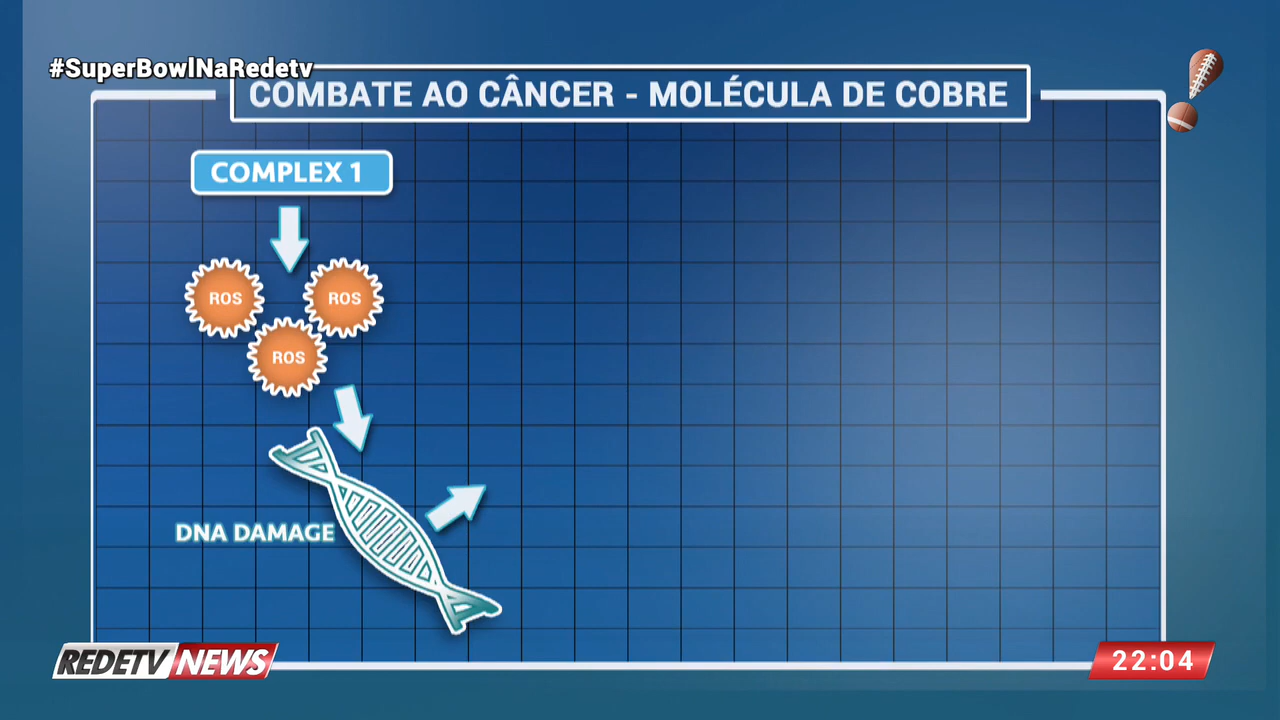 #SuperBowlNaRedetv
COMBATE AO CÂNCER - MOLÉCULA DE COBRE
COMPLEX 1
ROS
ROS
ROS
DNA DAMAGE
REDETV NEWS
22:04